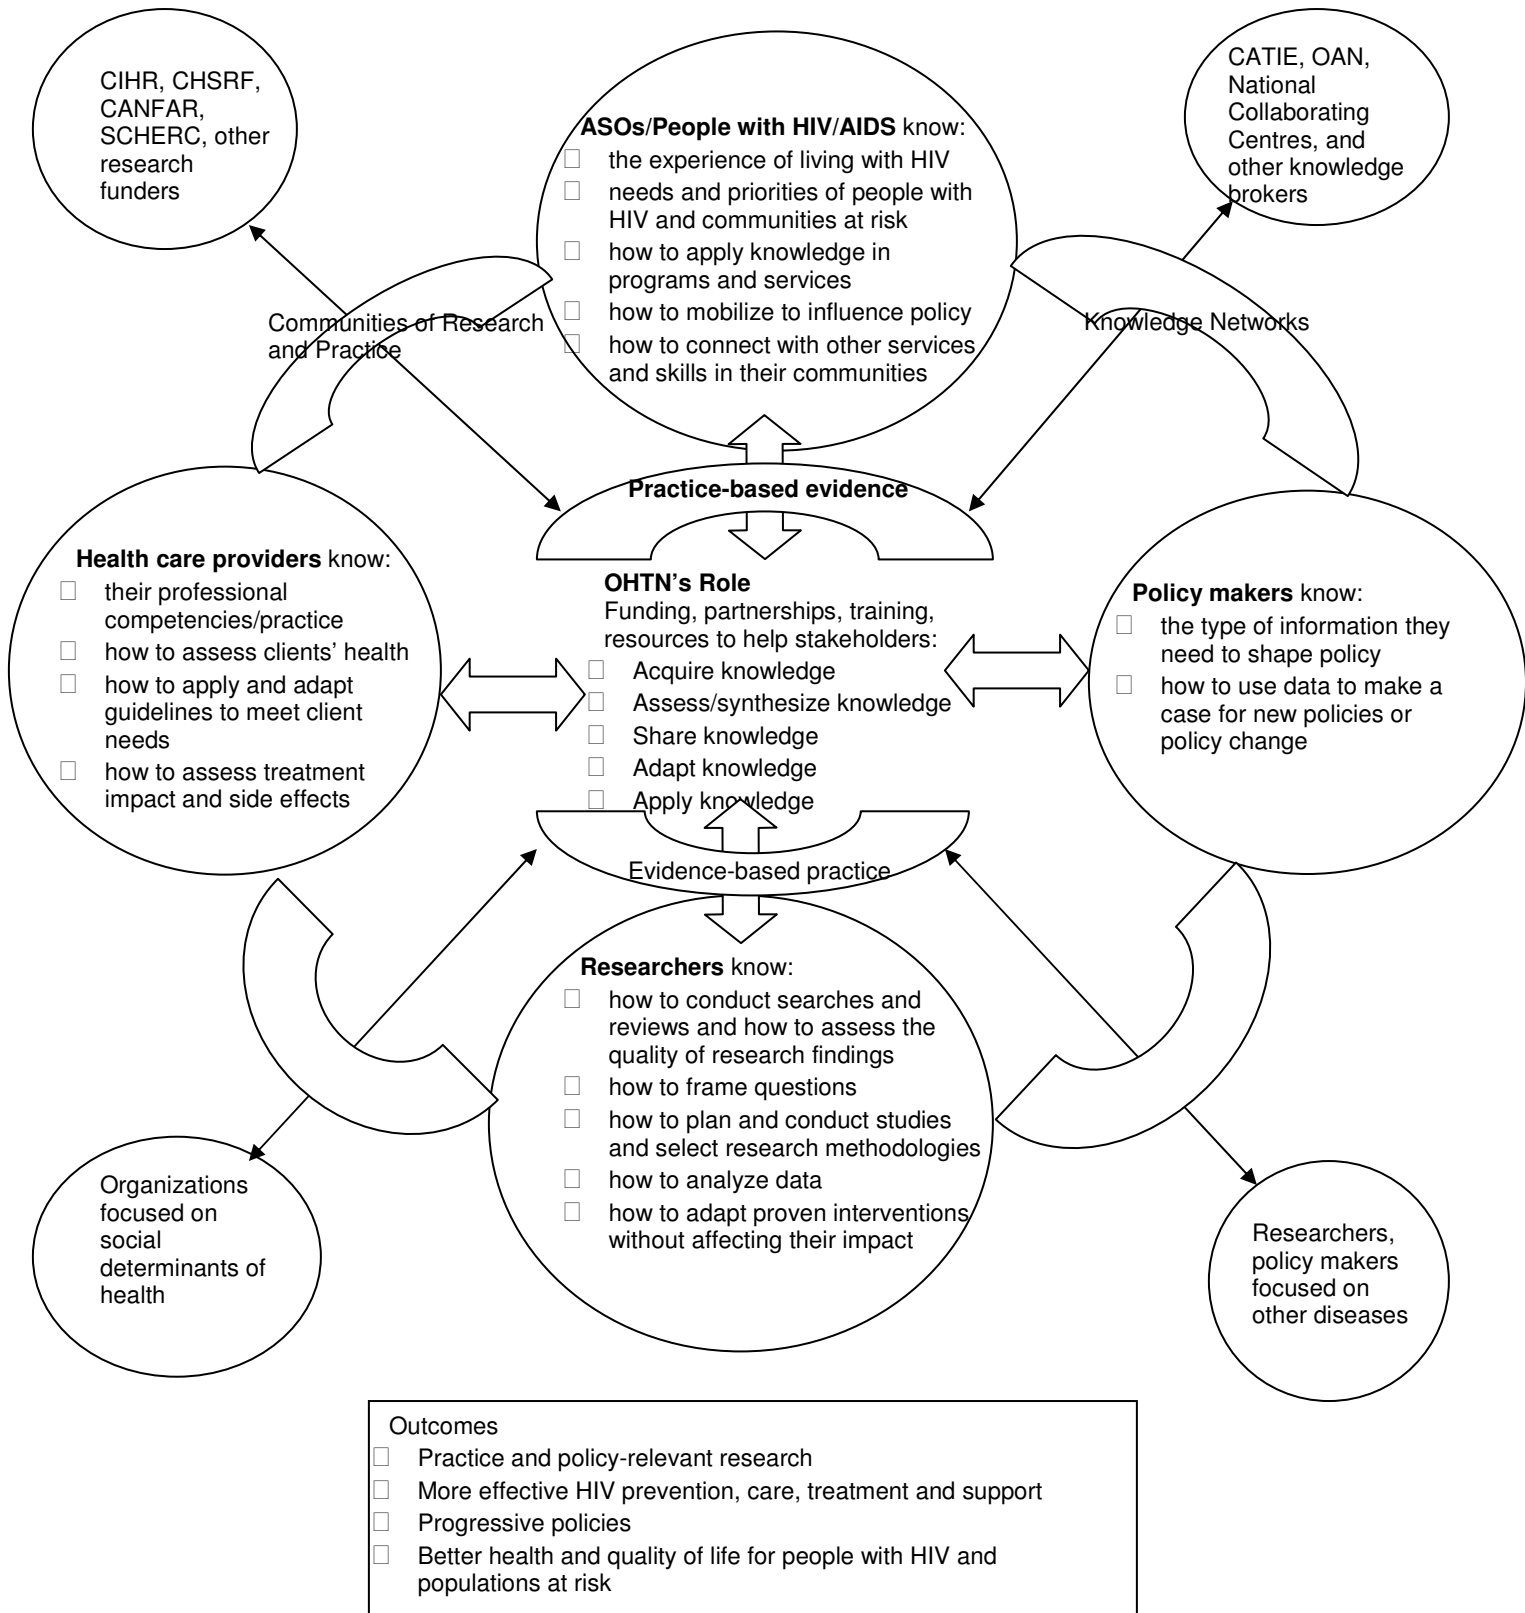 CIHR, CHSRF,
CANFAR,
SCHERC, other
research
funders
ASOs/People with HIV/AIDS know:
the experience of living with HIV
needs and priorities of people with
HIV and communities at risk
how to apply knowledge in
programs and services
how to mobilize to influence policy
how to connect with other services
and skills in their communities
CATIE, OAN,
National
Collaborating
Centres, and
other knowledge
brokers
Communities of Research
and Practice
Knowledge Networks
Practice-based evidence
Health care providers know:
their professional
competencies/practice
how to assess clients’ health
how to apply and adapt
guidelines to meet client
needs
how to assess treatment
impact and side effects
OHTN’s Role
Funding, partnerships, training,
resources to help stakeholders:
Acquire knowledge
Assess/synthesize knowledge
Share knowledge
Adapt knowledge
Apply knowledge
Policy makers know:
the type of information they
need to shape policy
how to use data to make a
case for new policies or
policy change
Evidence-based practice
Researchers know:
how to conduct searches and
reviews and how to assess the
quality of research findings
how to frame questions
how to plan and conduct studies
and select research methodologies
how to analyze data
how to adapt proven interventions
without affecting their impact
Organizations
focused on
social
determinants of
health
Researchers,
policy makers
focused on
other diseases
Outcomes
Practice and policy-relevant research
More effective HIV prevention, care, treatment and support
Progressive policies
Better health and quality of life for people with HIV and
populations at risk